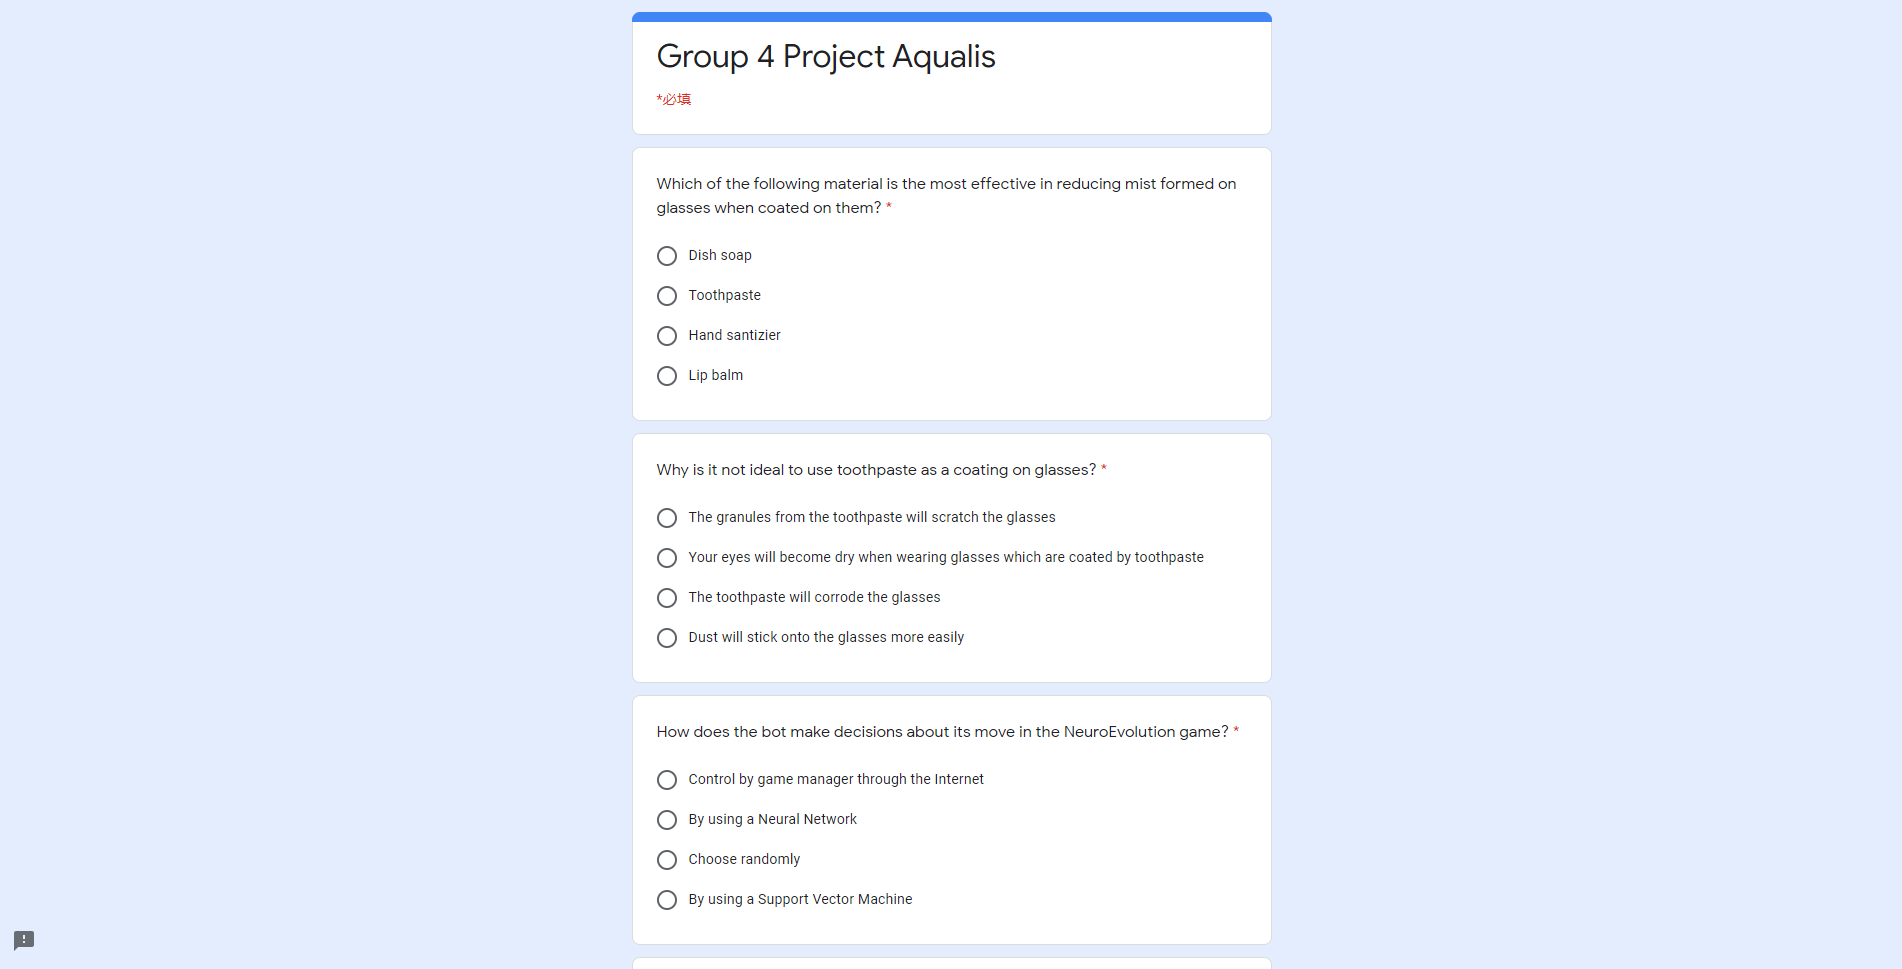 Group 4 Project Aqualis
*必填
Which of the following material is the most effective in reducing mist formed on
glasses when coated on them? *
Dish soap
Toothpaste
Hand santizier
Lip balm
Why is it not ideal to use toothpaste as a coating on glasses? *
The granules from the toothpaste will scratch the glasses
Your eyes will become dry when wearing glasses which are coated by toothpaste
The toothpaste will corrode the glasses
Dust will stick onto the glasses more easily
How does the bot make decisions about its move in the NeuroEvolution game? *
Control by game manager through the Internet
By using a Neural Network
Choose randomly
By using a Support Vector Machine